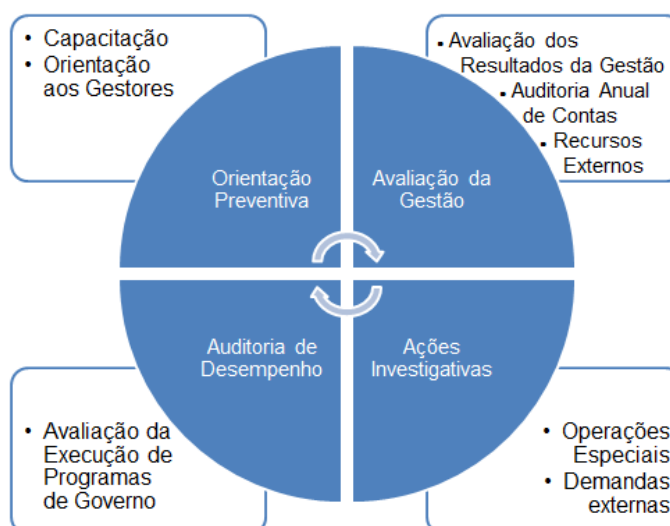 • Capacitação
• Orientação
aos Gestores
▪ Avaliação dos
Resultados da Gestão
▪ Auditoria Anual
de Contas
▪ Recursos
Externos
Orientação
Preventiva
Avaliação da
Gestão
Auditoria de
Desempenho
Ações
Investigativas
• Avaliação da
Execução de
Programas
de Governo
• Operações
Especiais
• Demandas
externas